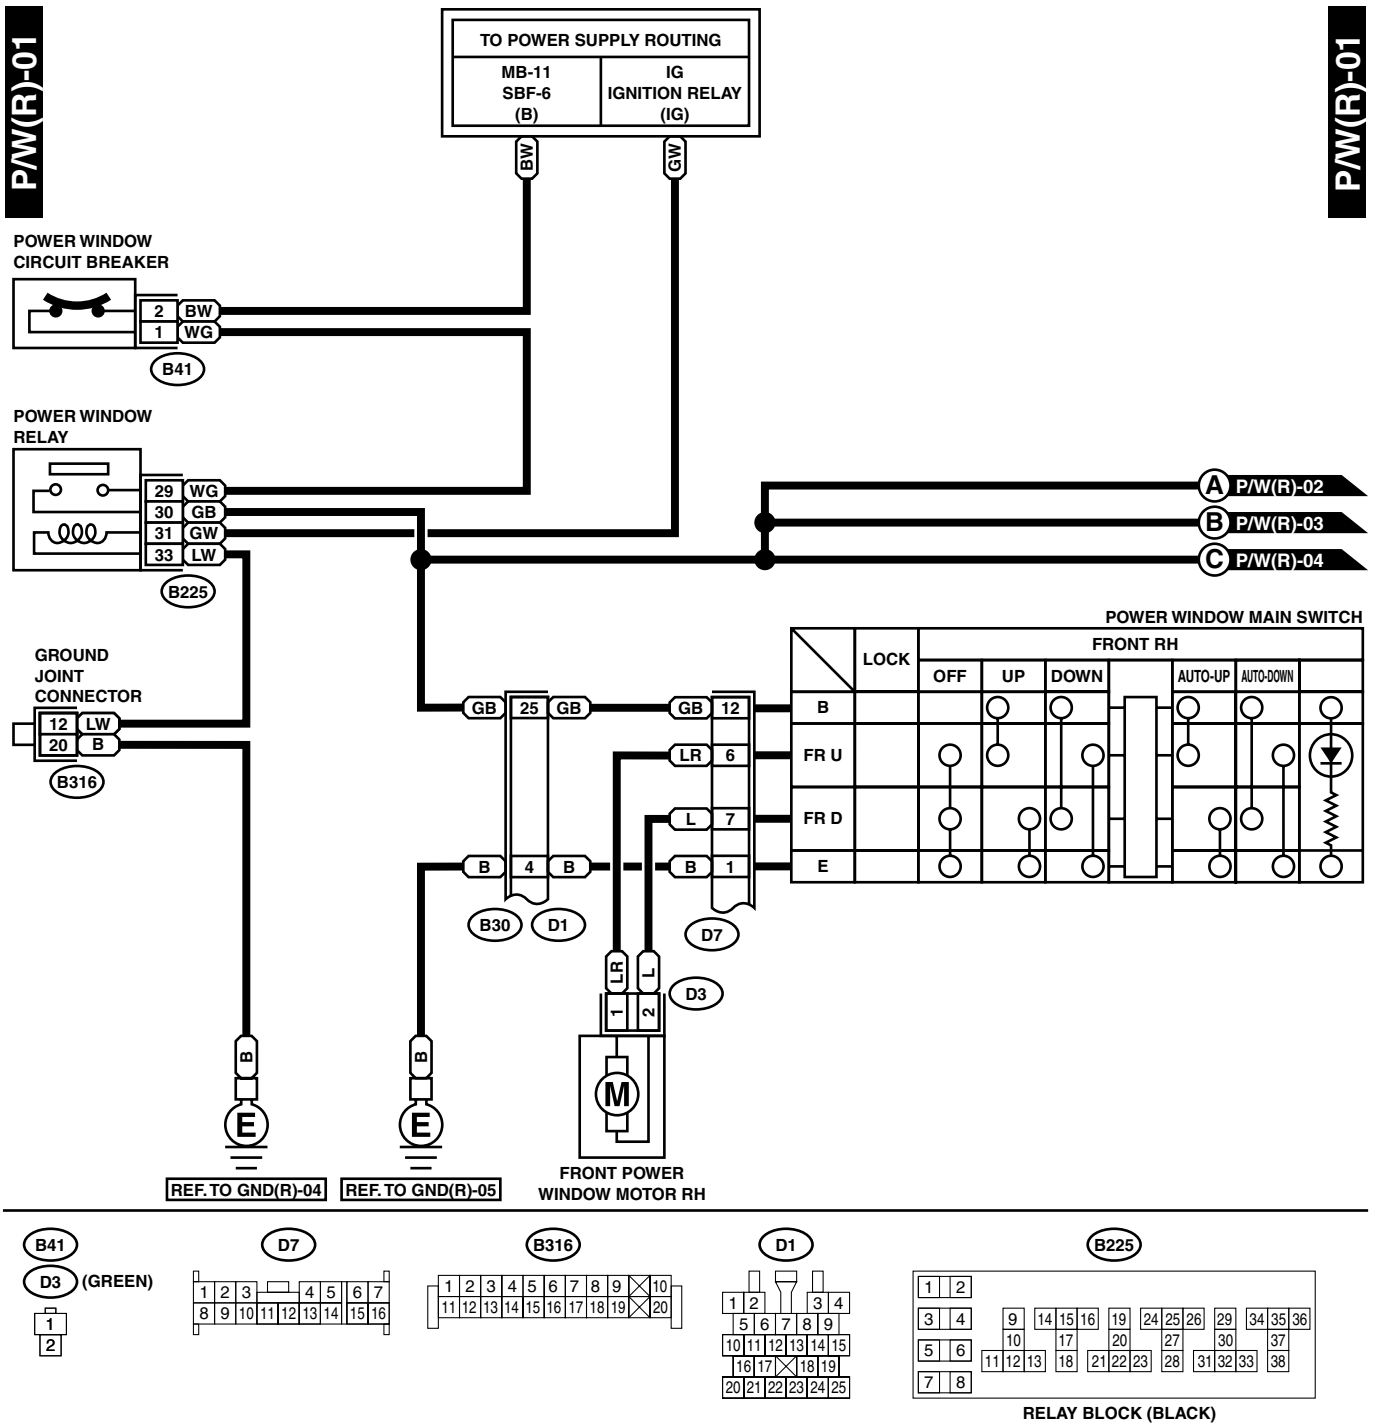 P/W(R)-01
P/W(R)-01
TO POWER SUPPLY ROUTING
MB-11
SBF-6
(B)
IG
IGNITION RELAY
(IG)
BW
GW
POWER WINDOW
CIRCUIT BREAKER
2 BW
1 WG
B41
POWER WINDOW
RELAY
29 WG
30 GB
31 GW
33 LW
B225
A P/W(R)-02
B P/W(R)-03
C P/W(R)-04
GROUND
JOINT
CONNECTOR
12 LW
20 B
B316
POWER WINDOW MAIN SWITCH
LOCK
FRONT RH
OFF UP DOWN AUTO-UP AUTO-DOWN
GB 25 GB GB 12 B
LR 6 FR U
L 7 FR D
B 4 B B 1 E
B30 D1 D7
LR L
D3
1 2
M
B B
E E
REF. TO GND(R)-04
REF. TO GND(R)-05
FRONT POWER
WINDOW MOTOR RH
B41
D3 (GREEN)
1
2
D7
1 2 3 4 5 6 7
8 9 10 11 12 13 14 15 16
B316
1 2 3 4 5 6 7 8 9 10
11 12 13 14 15 16 17 18 19 20
D1
1 2 3 4
5 6 7 8 9
10 11 12 13 14 15
16 17 18 19
20 21 22 23 24 25
B225
1 2
3 4 9 14 15 16 19 24 25 26 29 34 35 36
10 17 20 27 30 37
5 6 11 12 13 18 21 22 23 28 31 32 33 38
7 8
RELAY BLOCK (BLACK)